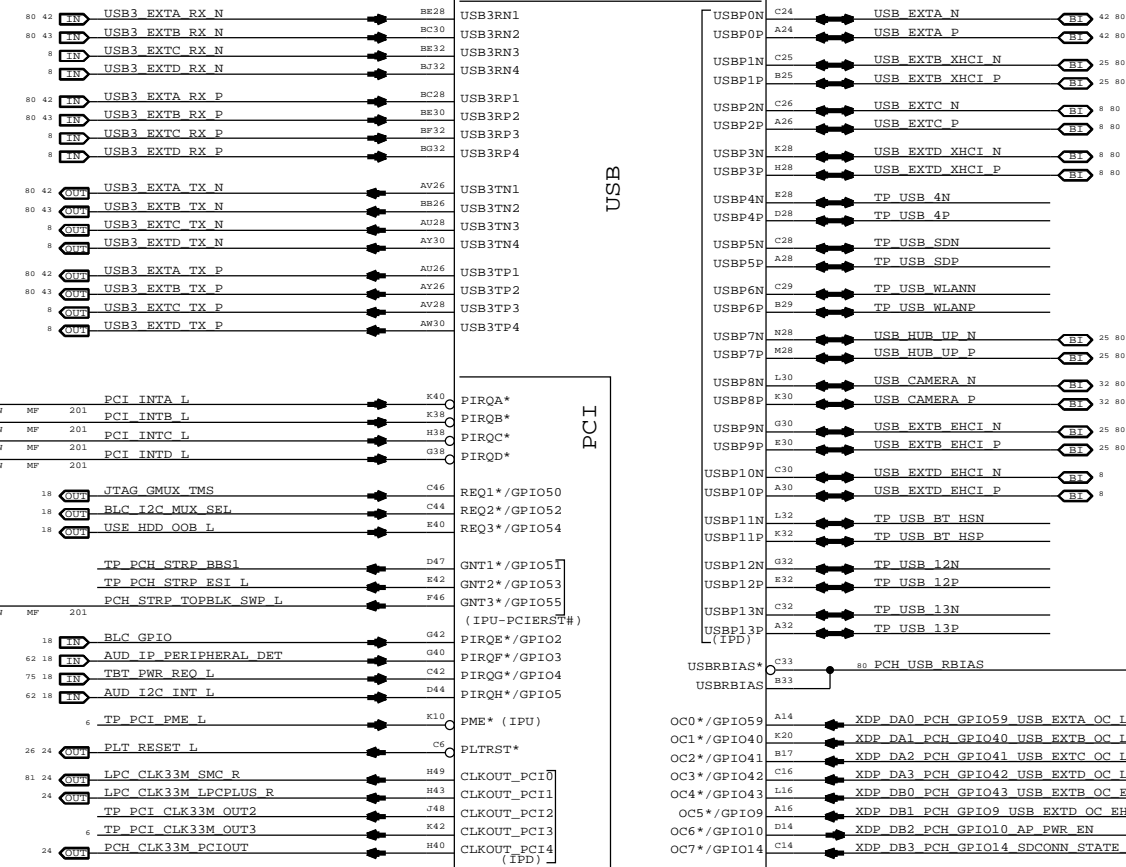 80 42 IN USB3_EXTA_RX_N BE28 USB3RN1
80 43 IN USB3_EXTB_RX_N BC30 USB3RN2
8 IN USB3_EXTC_RX_N BE32 USB3RN3
8 IN USB3_EXTD_RX_N BJ32 USB3RN4
80 42 IN USB3_EXTA_RX_P BC28 USB3RP1
80 43 IN USB3_EXTB_RX_P BE30 USB3RP2
8 IN USB3_EXTC_RX_P BF32 USB3RP3
8 IN USB3_EXTD_RX_P BG32 USB3RP4
80 42 OUT USB3_EXTA_TX_N AV26 USB3TN1
80 43 OUT USB3_EXTB_TX_N BB26 USB3TN2
8 OUT USB3_EXTC_TX_N AU28 USB3TN3
8 OUT USB3_EXTD_TX_N AY30 USB3TN4
80 42 OUT USB3_EXTA_TX_P AU26 USB3TP1
80 43 OUT USB3_EXTB_TX_P AY26 USB3TP2
8 OUT USB3_EXTC_TX_P AV28 USB3TP3
8 OUT USB3_EXTD_TX_P AW30 USB3TP4
USB
PCI_INTA_L K40 PIRQA*
MF 201
PCI_INTB_L K38 PIRQB*
MF 201
PCI_INTC_L H38 PIRQC*
MF 201
PCI_INTD_L G38 PIRQD*
MF 201
PCI
18 OUT JTAG_GMUX_TMS C46 REQ1*/GPIO50
18 OUT BLC_I2C_MUX_SEL C44 REQ2*/GPIO52
18 OUT USE_HDD_OOB_L E40 REQ3*/GPIO54
TP_PCH_STRP_BBS1 D47 GNT1*/GPIO51
TP_PCH_STRP_ESI_L E42 GNT2*/GPIO53
PCH_STRP_TOPBLK_SWP_L F46 GNT3*/GPIO55
MF 201
(IPU-PCIERST#)
18 IN BLC_GPIO G42 PIRQE*/GPIO2
62 18 IN AUD_IP_PERIPHERAL_DET G40 PIRQF*/GPIO3
75 18 IN TBT_PWR_REQ_L C42 PIRQG*/GPIO4
62 18 IN AUD_I2C_INT_L D44 PIRQH*/GPIO5
6 TP_PCI_PME_L K10 PME* (IPU)
26 24 OUT PLT_RESET_L C6 PLTRST*
81 24 OUT LPC_CLK33M_SMC_R H49 CLKOUT_PCI0
24 OUT LPC_CLK33M_LPCPLUS_R H43 CLKOUT_PCI1
TP_PCI_CLK33M_OUT2 J48 CLKOUT_PCI2
6 TP_PCI_CLK33M_OUT3 K42 CLKOUT_PCI3
24 OUT PCH_CLK33M_PCIOUT H40 CLKOUT_PCI4
(IPD)
USBP0N C24 USB_EXTA_N BI 42 80
USBP0P A24 USB_EXTA_P BI 42 80
USBP1N C25 USB_EXTB_XHCI_N BI 25 80
USBP1P B25 USB_EXTB_XHCI_P BI 25 80
USBP2N C26 USB_EXTC_N BI 8 80
USBP2P A26 USB_EXTC_P BI 8 80
USBP3N K28 USB_EXTD_XHCI_N BI 8 80
USBP3P H28 USB_EXTD_XHCI_P BI 8 80
USBP4N E28 TP_USB_4N
USBP4P D28 TP_USB_4P
USBP5N C28 TP_USB_SDN
USBP5P A28 TP_USB_SDP
USBP6N C29 TP_USB_WLANN
USBP6P B29 TP_USB_WLANP
USBP7N N28 USB_HUB_UP_N BI 25 80
USBP7P M28 USB_HUB_UP_P BI 25 80
USBP8N L30 USB_CAMERA_N BI 32 80
USBP8P K30 USB_CAMERA_P BI 32 80
USBP9N G30 USB_EXTB_EHCI_N BI 25 80
USBP9P E30 USB_EXTB_EHCI_P BI 25 80
USBP10N C30 USB_EXTD_EHCI_N BI 8
USBP10P A30 USB_EXTD_EHCI_P BI 8
USBP11N L32 TP_USB_BT_HSN
USBP11P K32 TP_USB_BT_HSP
USBP12N G32 TP_USB_12N
USBP12P E32 TP_USB_12P
USBP13N C32 TP_USB_13N
USBP13P A32 TP_USB_13P
(IPD)
USBRBIAS* C33 80 PCH_USB_RBIAS
USBRBIAS B33
OC0*/GPIO59 A14 XDP_DA0_PCH_GPIO59_USB_EXTA_OC_L
OC1*/GPIO40 K20 XDP_DA1_PCH_GPIO40_USB_EXTB_OC_L
OC2*/GPIO41 B17 XDP_DA2_PCH_GPIO41_USB_EXTC_OC_L
OC3*/GPIO42 C16 XDP_DA3_PCH_GPIO42_USB_EXTD_OC_L
OC4*/GPIO43 L16 XDP_DB0_PCH_GPIO43_USB_EXTB_OC_E
OC5*/GPIO9 A16 XDP_DB1_PCH_GPIO9_USB_EXTD_OC_EH
OC6*/GPIO10 D14 XDP_DB2_PCH_GPIO10_AP_PWR_EN
OC7*/GPIO14 C14 XDP_DB3_PCH_GPIO14_SDCONN_STATE